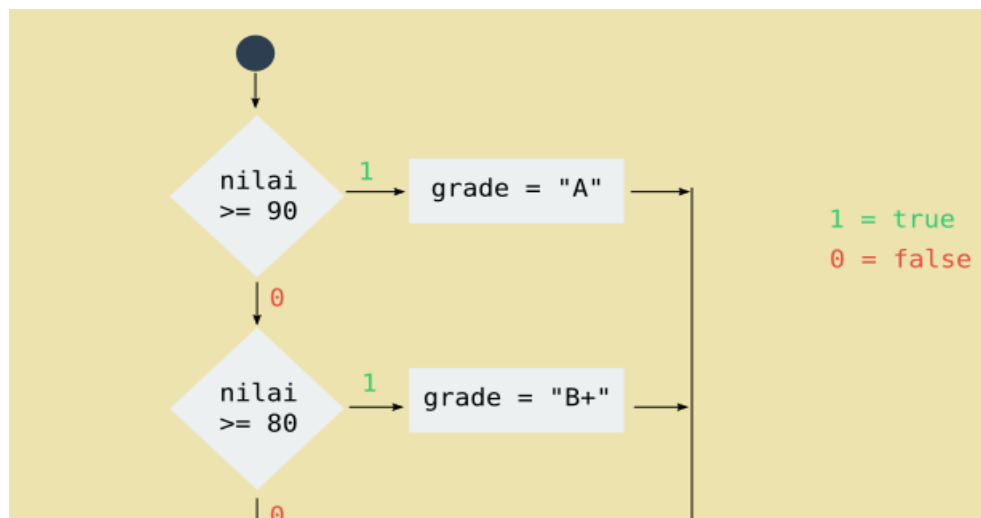 nilai
>= 90
1
grade = "A"
1 = true
0 = false
0
nilai
>= 80
1
grade = "B+"
0